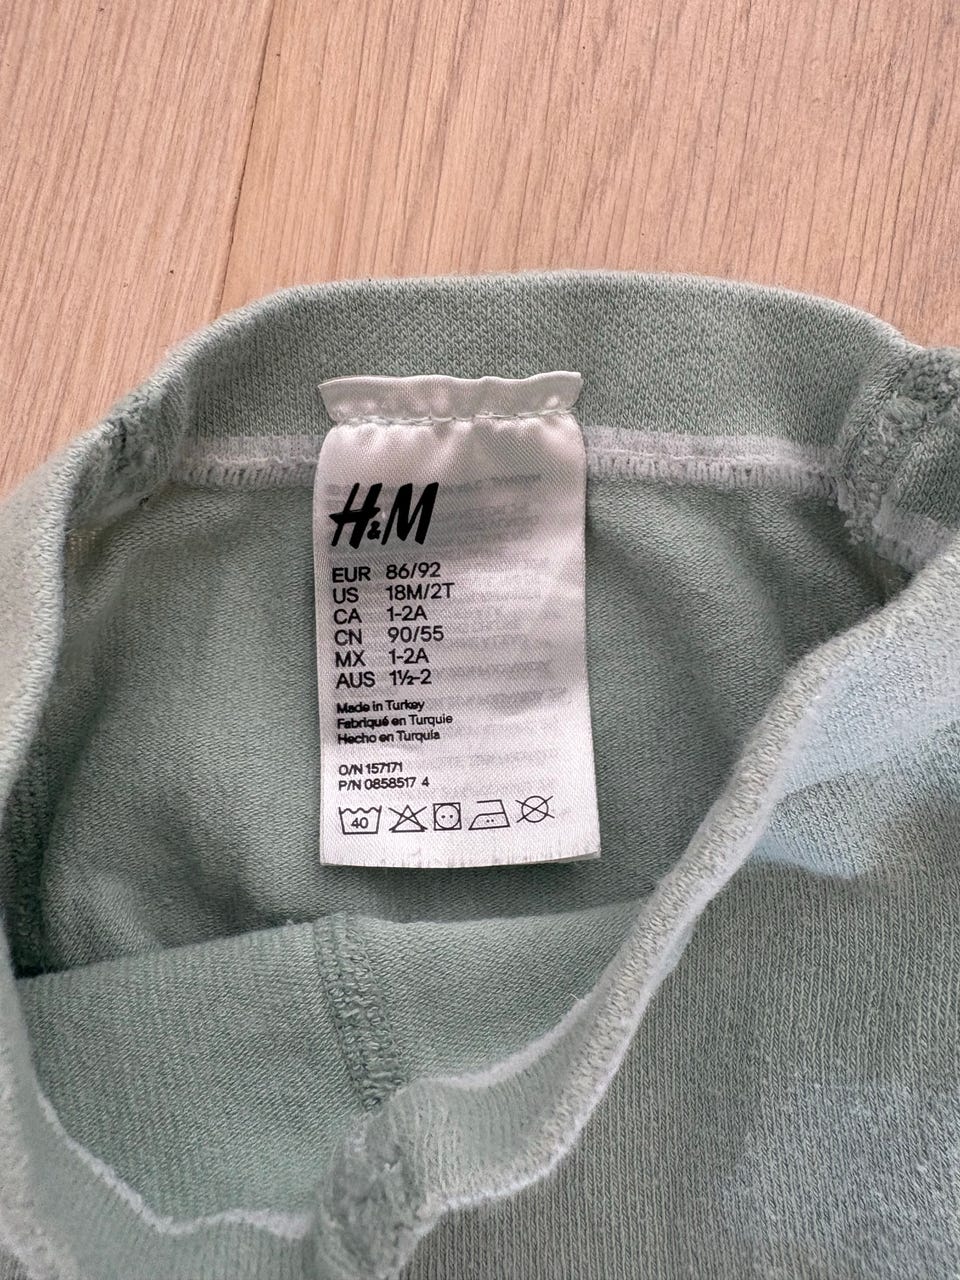 H&M
EUR 86/92
US 18M/2T
CA 1-2A
CN 90/55
MX 1-2A
AUS 1½-2
Made in Turkey
Fabriqué en Turquie
Hecho en Turquía
O/N 157171
P/N 0858517 4
40